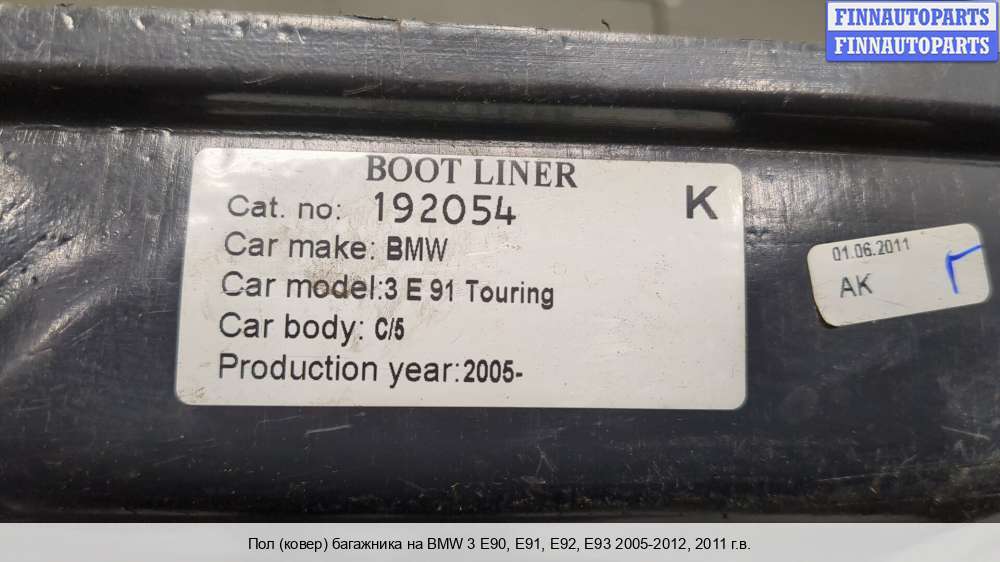 FINNAUTOPARTS
FINNAUTOPARTS
BOOT LINER
K
Cat. no: 192054
Car make: BMW
Car model:3 E 91 Touring
Car body: C/5
Production year:2005-
01.06.2011
AK
Г
Пол (ковер) багажника на BMW 3 E90, E91, E92, E93 2005-2012, 2011 г.в.